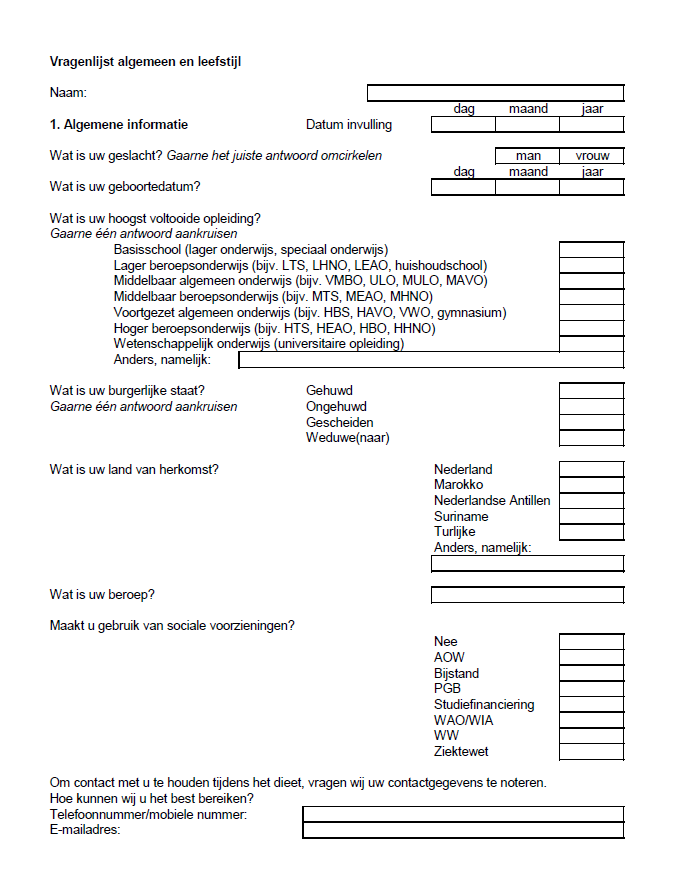 Vragenlijst algemeen en leefstijl
Naam:
dag maand jaar
1. Algemene informatie Datum invulling
Wat is uw geslacht? Gaarne het juiste antwoord omcirkelen man vrouw
dag maand jaar
Wat is uw geboortedatum?
Wat is uw hoogst voltooide opleiding?
Gaarne één antwoord aankruisen
Basisschool (lager onderwijs, speciaal onderwijs)
Lager beroepsonderwijs (bijv. LTS, LHNO, LEAO, huishoudschool)
Middelbaar algemeen onderwijs (bijv. VMBO, ULO, MULO, MAVO)
Middelbaar beroepsonderwijs (bijv. MTS, MEAO, MHNO)
Voortgezet algemeen onderwijs (bijv. HBS, HAVO, VWO, gymnasium)
Hoger beroepsonderwijs (bijv. HTS, HEAO, HBO, HHNO)
Wetenschappelijk onderwijs (universitaire opleiding)
Anders, namelijk:
Wat is uw burgerlijke staat? Gehuwd
Gaarne één antwoord aankruisen Ongehuwd
Gescheiden
Weduwe(naar)
Wat is uw land van herkomst? Nederland
Marokko
Nederlandse Antillen
Suriname
Turlijke
Anders, namelijk:
Wat is uw beroep?
Maakt u gebruik van sociale voorzieningen?
Nee
AOW
Bijstand
PGB
Studiefinanciering
WAO/WIA
WW
Ziektewet
Om contact met u te houden tijdens het dieet, vragen wij uw contactgegevens te noteren.
Hoe kunnen wij u het best bereiken?
Telefoonnummer/mobiele nummer:
E-mailadres: